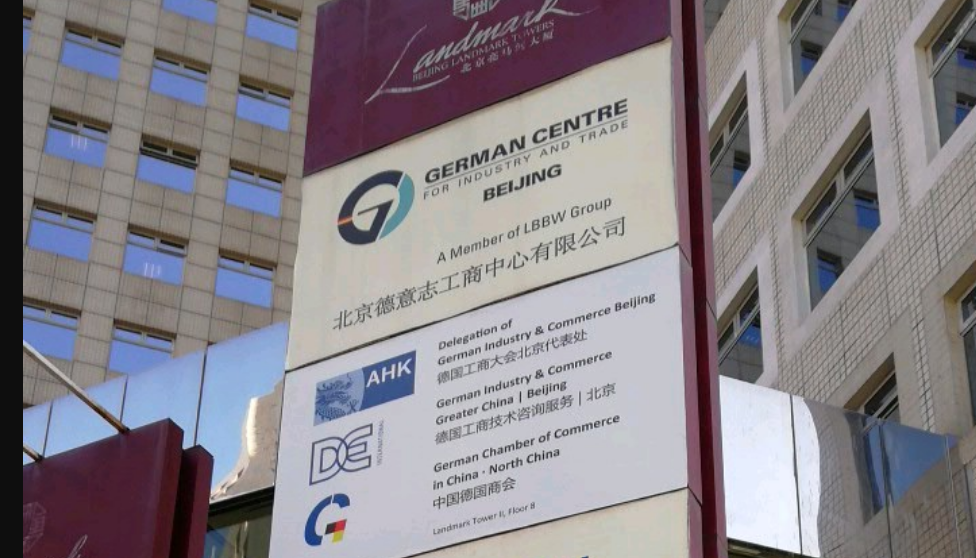 Landmark
BEIJING LANDMARK TOWERS
北京亮马河大厦
GERMAN CENTRE
FOR INDUSTRY AND TRADE
BEIJING
A Member of LBBW Group
北京德意志工商中心有限公司
AHK
Delegation of
German Industry & Commerce Beijing
德国工商大会北京代表处
DE
INTERNATIONAL
German Industry & Commerce
Greater China | Beijing
德国工商技术咨询服务 | 北京
German Chamber of Commerce
in China · North China
中国德国商会
Landmark Tower II, Floor 8